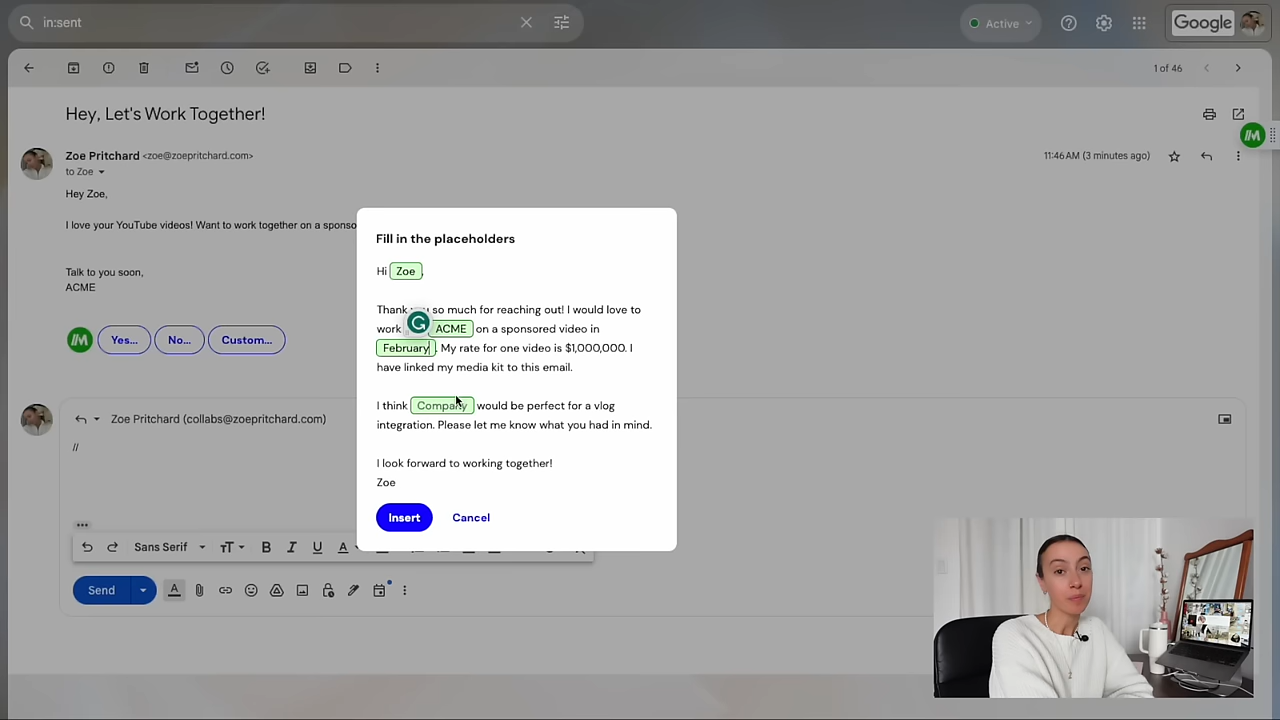 in:sent
Active
Google
1 of 46
Hey, Let's Work Together!
Zoe Pritchard <zoe@zoepritchard.com>
11:46 AM (3 minutes ago)
to Zoe
Hey Zoe,
I love your YouTube videos! Want to work together on a sponso
Talk to you soon,
ACME
Yes...
No...
Custom...
Fill in the placeholders
Hi Zoe,
Thank so much for reaching out! I would love to
work ACME on a sponsored video in
February. My rate for one video is $1,000,000. I
have linked my media kit to this email.
I think Company would be perfect for a vlog
integration. Please let me know what you had in mind.
I look forward to working together!
Zoe
Insert
Cancel
Zoe Pritchard (collabs@zoepritchard.com)
//
Sans Serif
Send